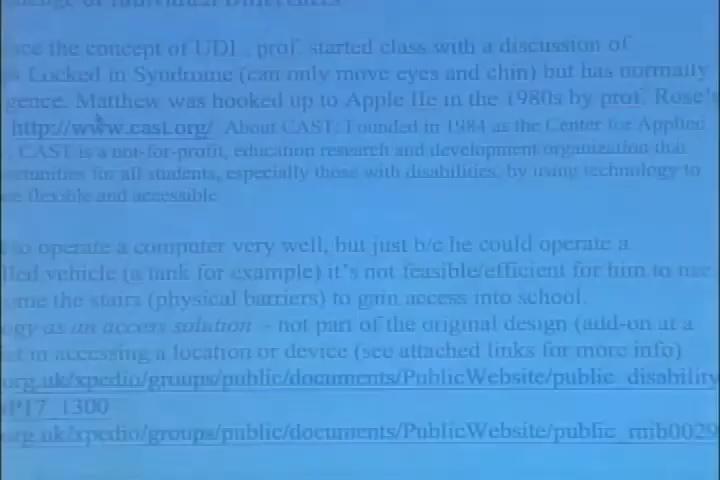 ce the concept of UDL, prof. started class with a discussion of
Locked in Syndrome (can only move eyes and chin) but has normally
gence. Matthew was hooked up to Apple IIe in the 1980s by prof. Rose's
http://www.cast.org/ About CAST: Founded in 1984 as the Center for Applied
CAST is a not-for-profit, education research and development organization that
ortunities for all students, especially those with disabilities, by using technology to
re flexible and accessible
to operate a computer very well, but just b/c he could operate a
lled vehicle (a tank for example) it's not feasible/efficient for him to use
ome the stairs (physical barriers) to gain access into school.
ogy as an access solution - not part of the original design (add-on at a
in accessing a location or device (see attached links for more info)
org.uk/xpedio/groups/public/documents/PublicWebsite/public_disability
P17_1300
org.uk/xpedio/groups/public/documents/PublicWebsite/public_rnib0029